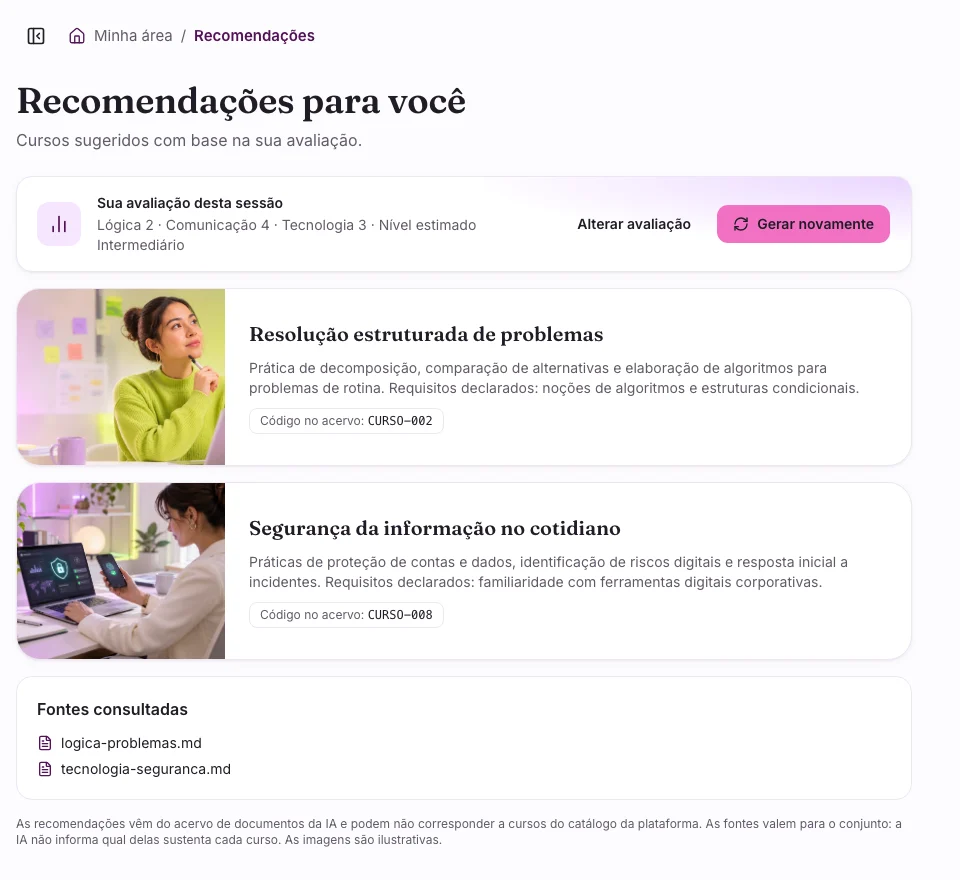 Minha área / Recomendações
Recomendações para você
Cursos sugeridos com base na sua avaliação.
Sua avaliação desta sessão
Lógica 2 · Comunicação 4 · Tecnologia 3 · Nível estimado
Intermediário
Alterar avaliação
Gerar novamente
Resolução estruturada de problemas
Prática de decomposição, comparação de alternativas e elaboração de algoritmos para
problemas de rotina. Requisitos declarados: noções de algoritmos e estruturas condicionais.
Código no acervo: CURSO-002
Segurança da informação no cotidiano
Práticas de proteção de contas e dados, identificação de riscos digitais e resposta inicial a
incidentes. Requisitos declarados: familiaridade com ferramentas digitais corporativas.
Código no acervo: CURSO-008
Fontes consultadas
logica-problemas.md
tecnologia-seguranca.md
As recomendações vêm do acervo de documentos da IA e podem não corresponder a cursos do catálogo da plataforma. As fontes valem para o conjunto: a
IA não informa qual delas sustenta cada curso. As imagens são ilustrativas.